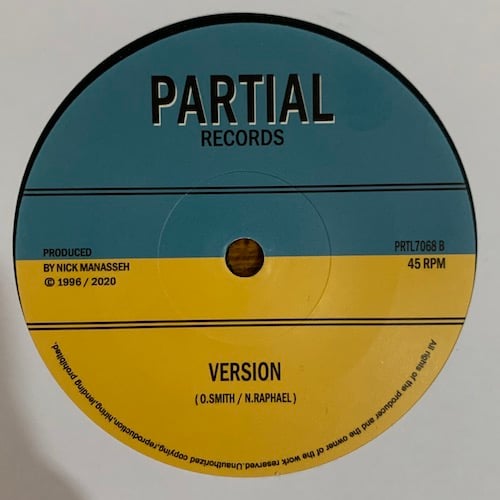 PARTIAL
RECORDS
PRODUCED
BY NICK MANASSEH
© 1996 / 2020
PRTL7068 B
45 RPM
VERSION
( O.SMITH / N.RAPHAEL )
All rights of the producer and the owner of the work reserved.Unauthorized copying,reproduction,hiring,lending prohibited.